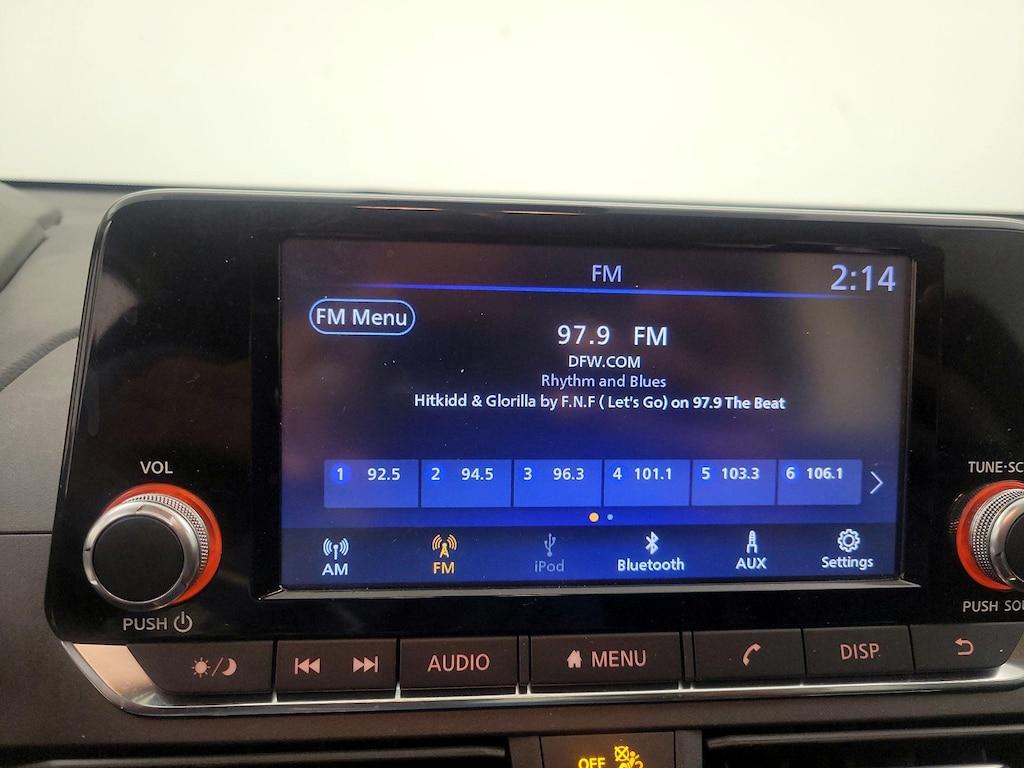 FM
2:14
FM Menu
97.9 FM
DFW.COM
Rhythm and Blues
Hitkidd & Glorilla by F.N.F ( Let's Go) on 97.9 The Beat
1 92.5 2 94.5 3 96.3 4 101.1 5 103.3 6 106.1
AM FM iPod Bluetooth AUX Settings
VOL
PUSH
TUNE·SC
PUSH SOU
AUDIO MENU DISP
OFF